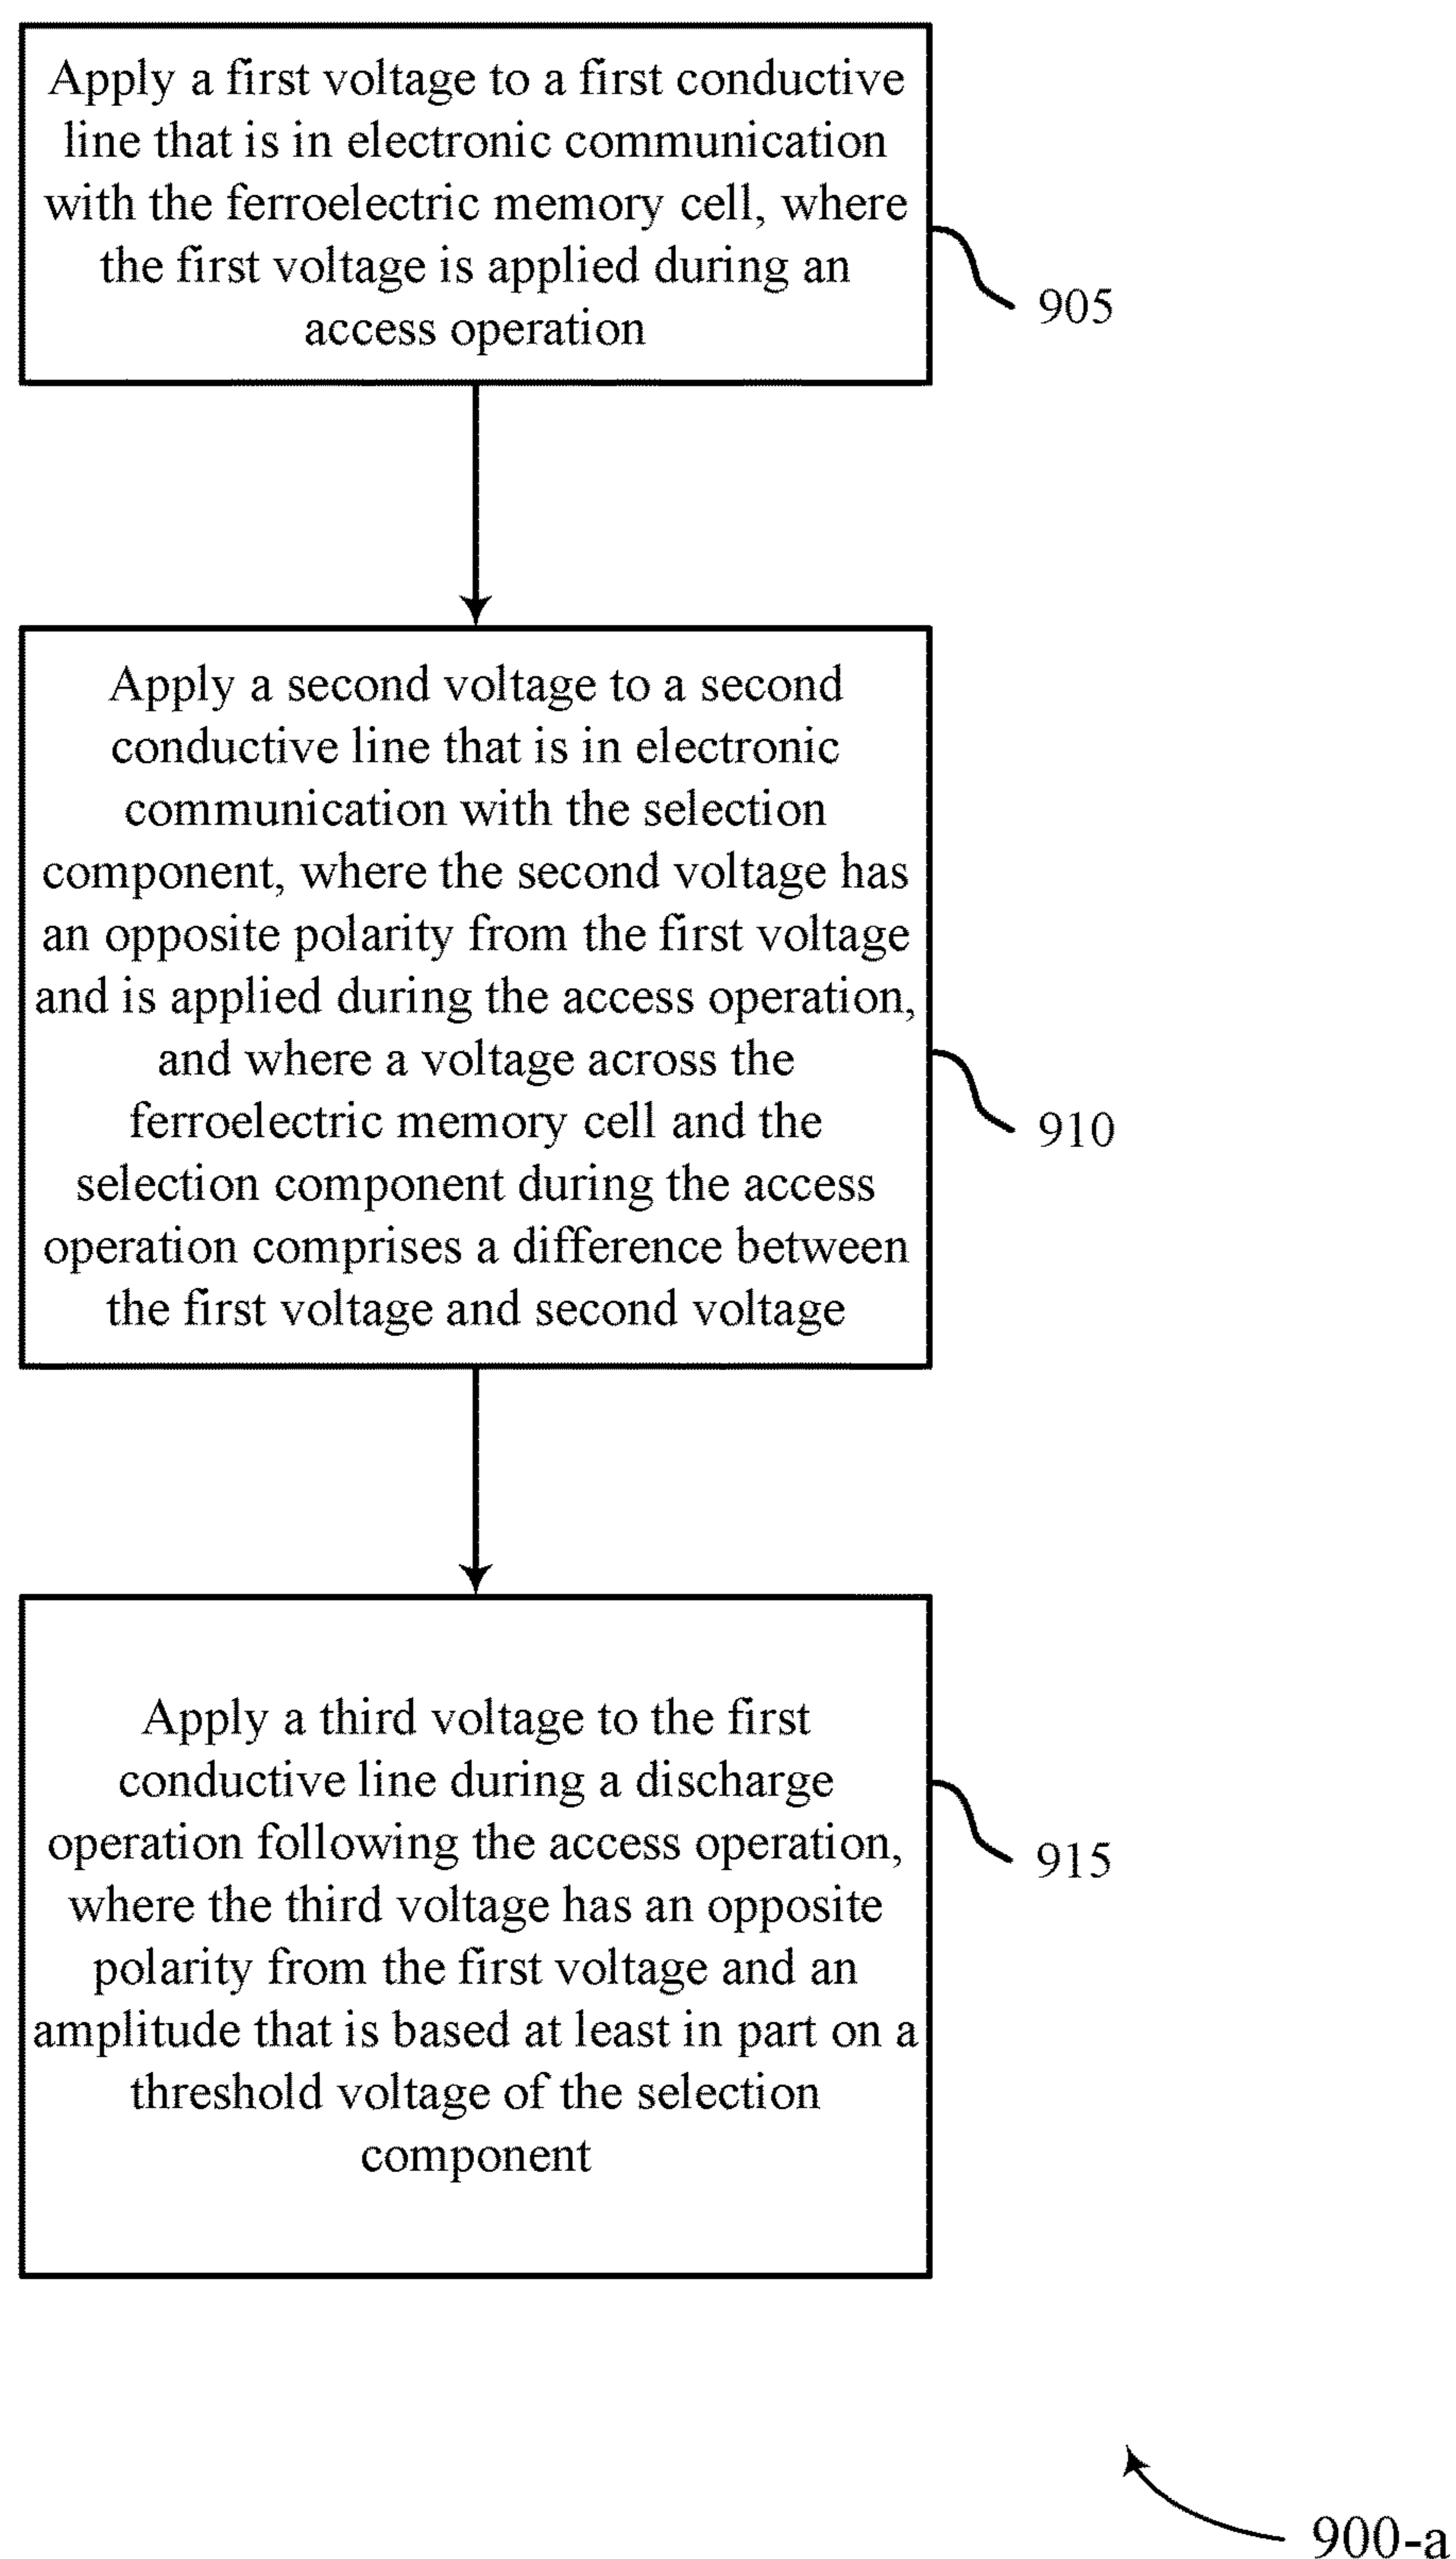 Apply a first voltage to a first conductive
line that is in electronic communication
with the ferroelectric memory cell, where
the first voltage is applied during an
access operation
905
Apply a second voltage to a second
conductive line that is in electronic
communication with the selection
component, where the second voltage has
an opposite polarity from the first voltage
and is applied during the access operation,
and where a voltage across the
ferroelectric memory cell and the
selection component during the access
operation comprises a difference between
the first voltage and second voltage
910
Apply a third voltage to the first
conductive line during a discharge
operation following the access operation,
where the third voltage has an opposite
polarity from the first voltage and an
amplitude that is based at least in part on a
threshold voltage of the selection
component
915
900-a